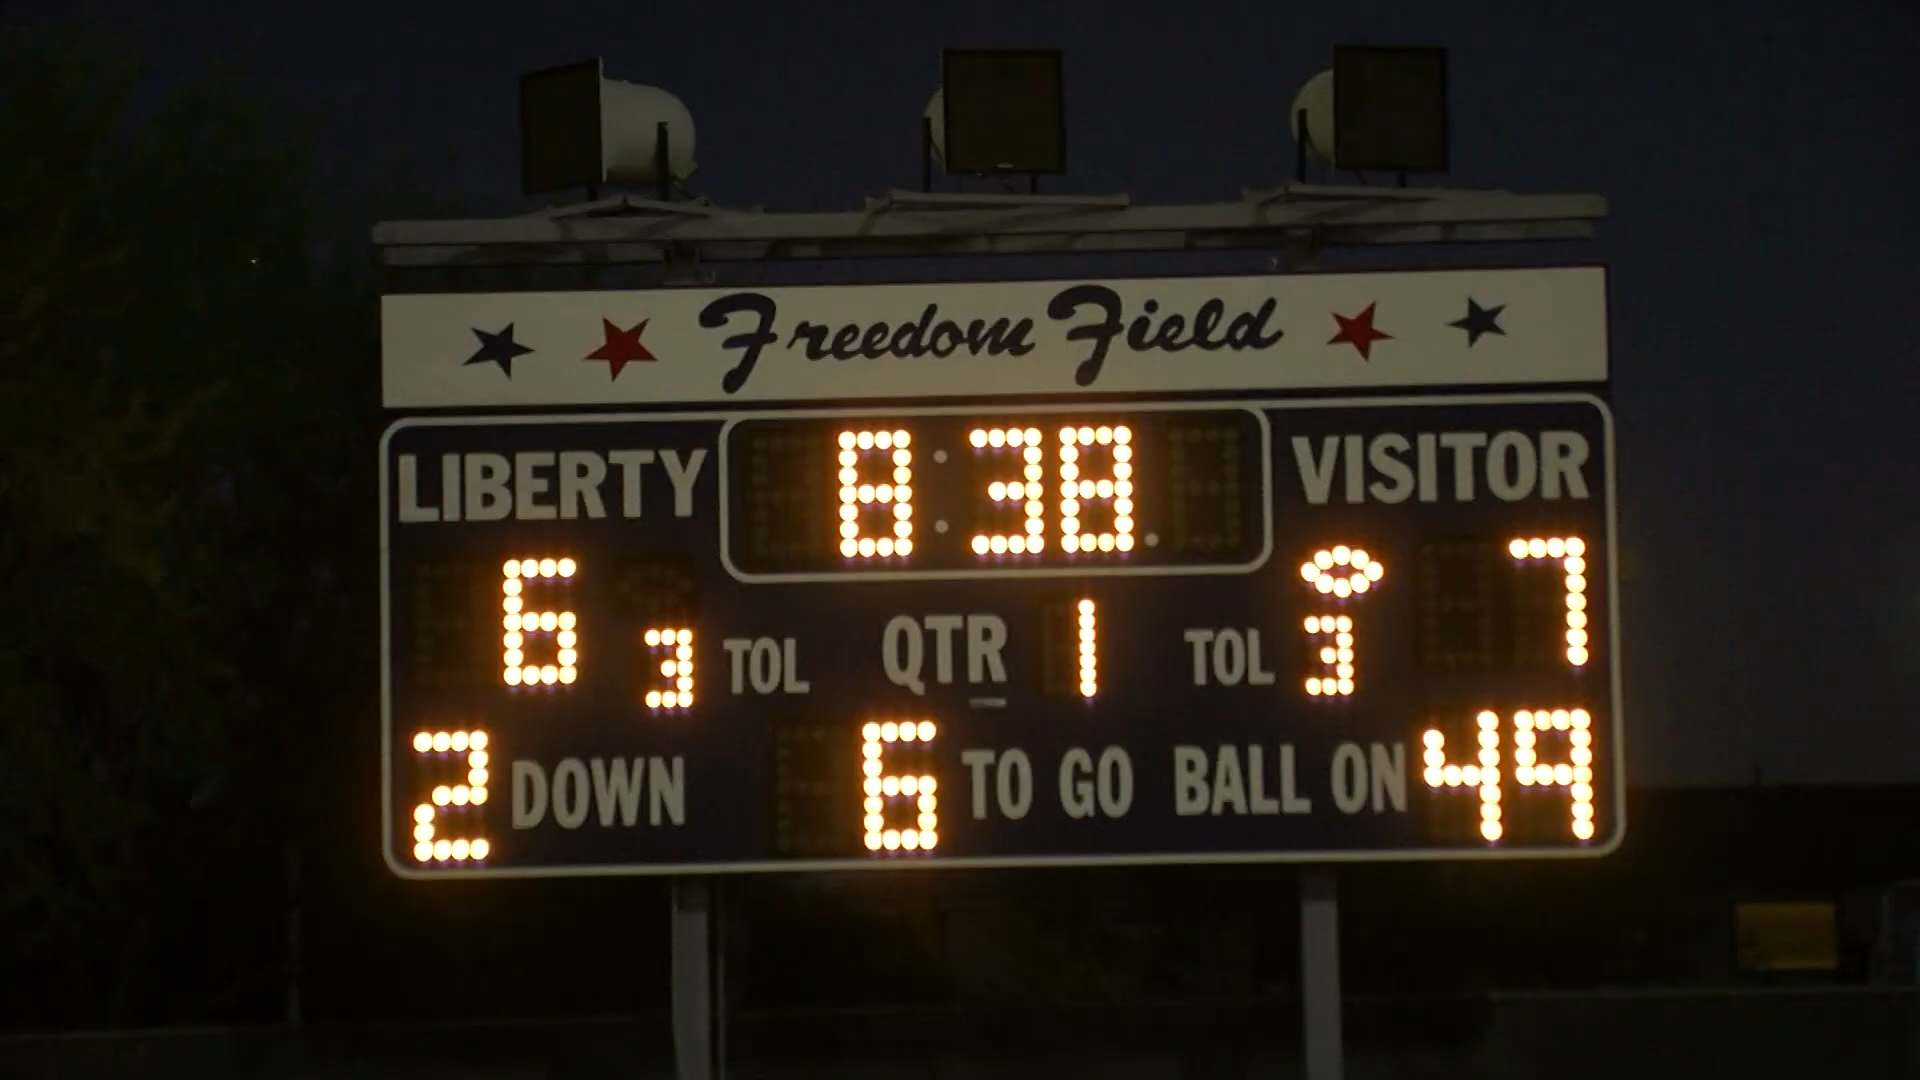 Freedom Field
LIBERTY 8:38 VISITOR
6 3 TOL QTR 1 TOL 3 7
2 DOWN 6 TO GO BALL ON 49